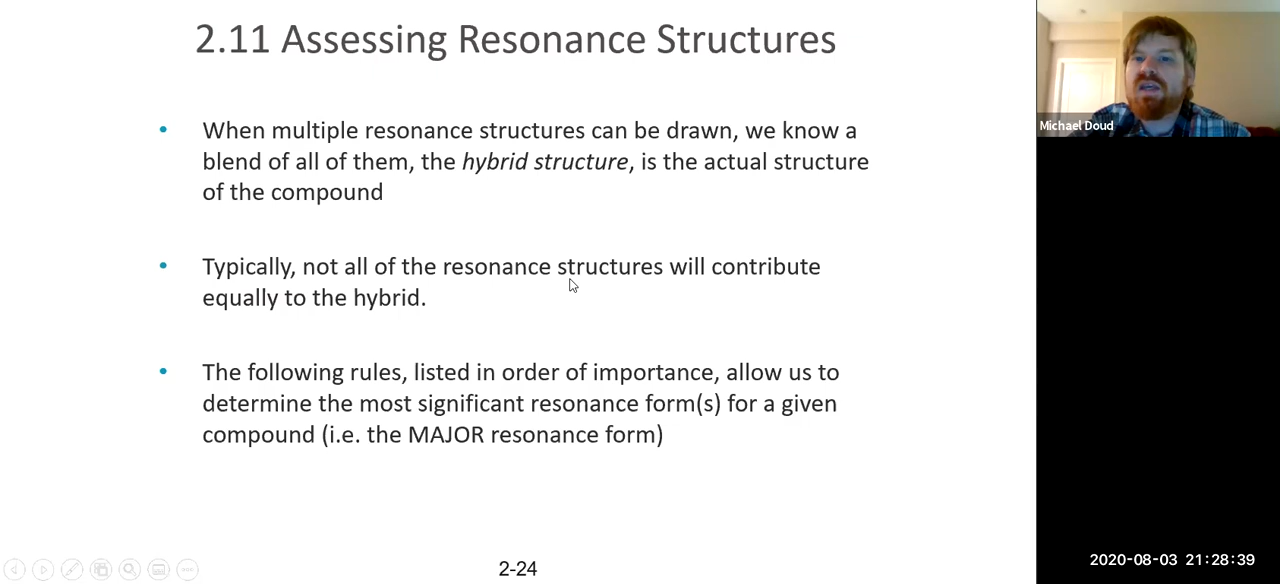 2.11 Assessing Resonance Structures
• When multiple resonance structures can be drawn, we know a
blend of all of them, the hybrid structure, is the actual structure
of the compound
• Typically, not all of the resonance structures will contribute
equally to the hybrid.
• The following rules, listed in order of importance, allow us to
determine the most significant resonance form(s) for a given
compound (i.e. the MAJOR resonance form)
2-24
Michael Doud
2020-08-03 21:28:39